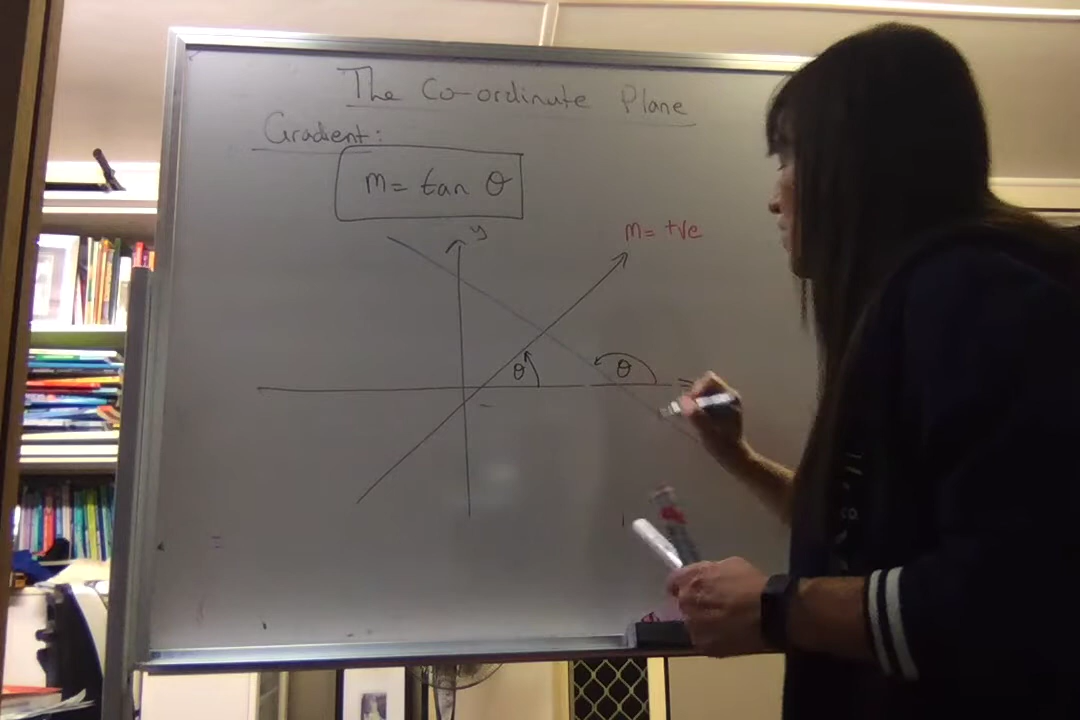 The Co-ordinate Plane
Gradient:
m = tan θ
y
m = +ve
θ
θ